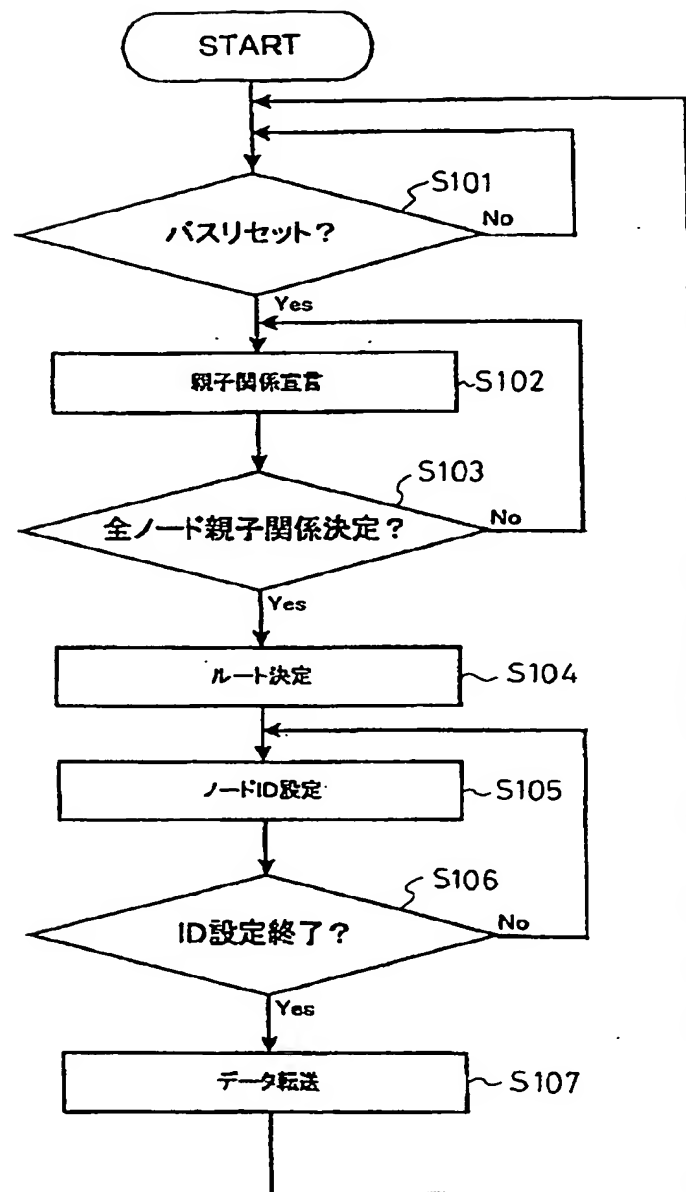 START
S101
バスリセット？
No
Yes
親子関係宣言
S102
S103
全ノード親子関係決定？
No
Yes
ルート決定
S104
ノードID設定
S105
S106
ID設定終了？
No
Yes
データ転送
S107